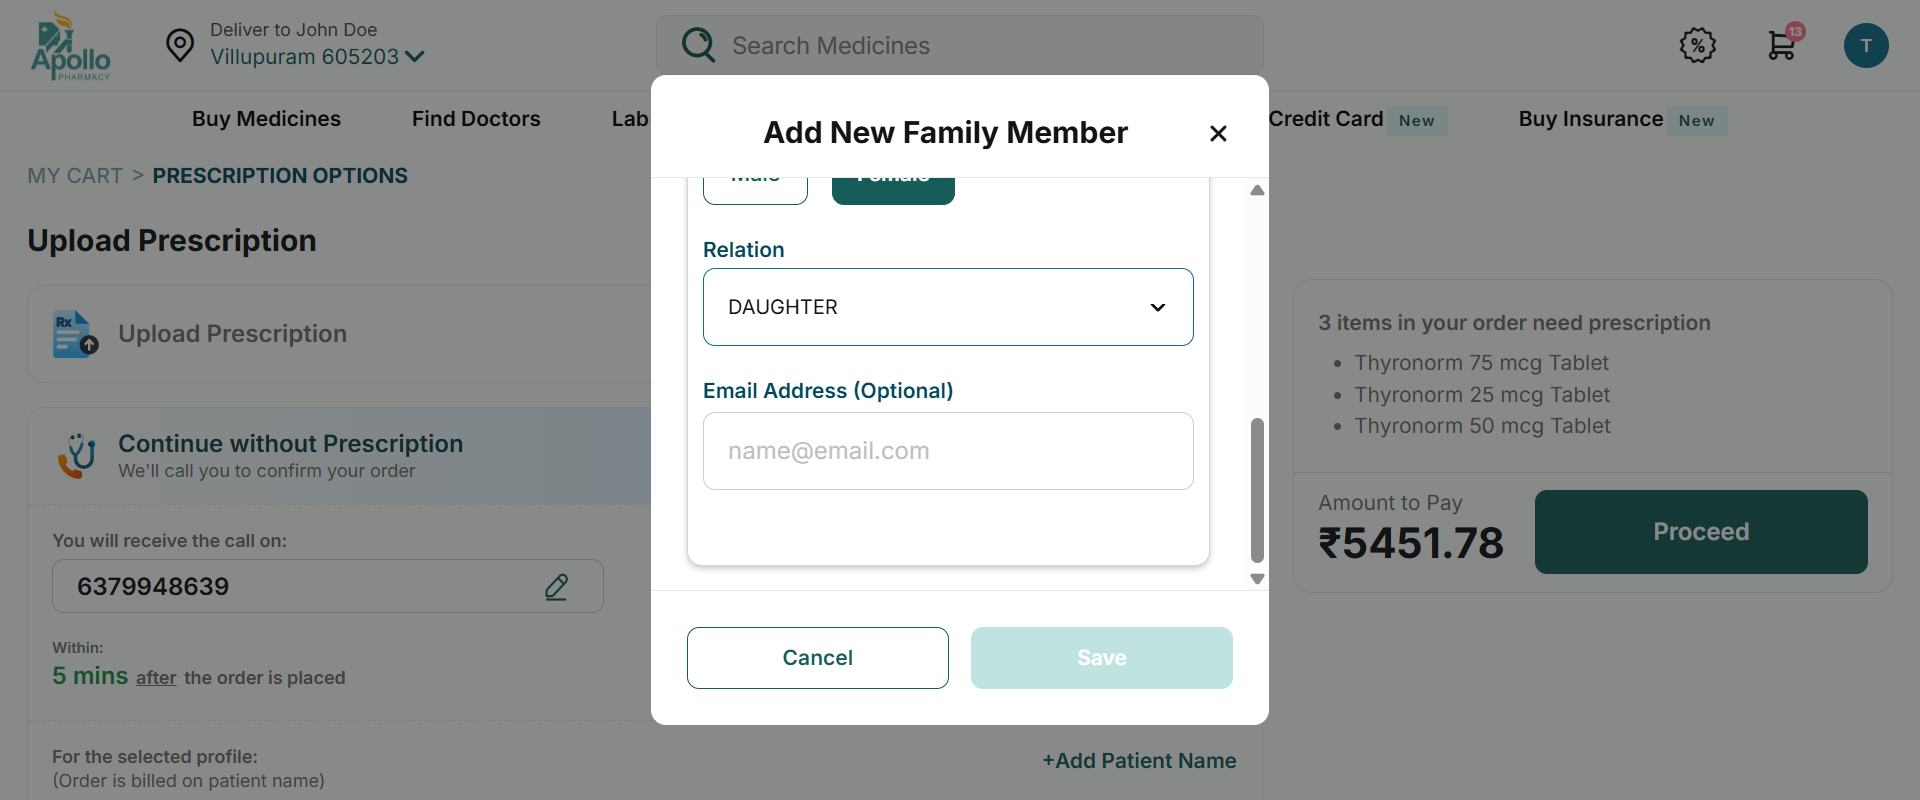 Apollo
PHARMACY
Deliver to John Doe
Villupuram 605203
Search Medicines
%
13
T
Buy Medicines
Find Doctors
Lab
Credit Card New
Buy Insurance New
MY CART > PRESCRIPTION OPTIONS
Upload Prescription
Rx
Upload Prescription
Continue without Prescription
We'll call you to confirm your order
You will receive the call on:
6379948639
Within:
5 mins after the order is placed
For the selected profile:
(Order is billed on patient name)
+Add Patient Name
Add New Family Member
Male
Female
Relation
DAUGHTER
Email Address (Optional)
name@email.com
Cancel
Save
3 items in your order need prescription
• Thyronorm 75 mcg Tablet
• Thyronorm 25 mcg Tablet
• Thyronorm 50 mcg Tablet
Amount to Pay
₹5451.78
Proceed